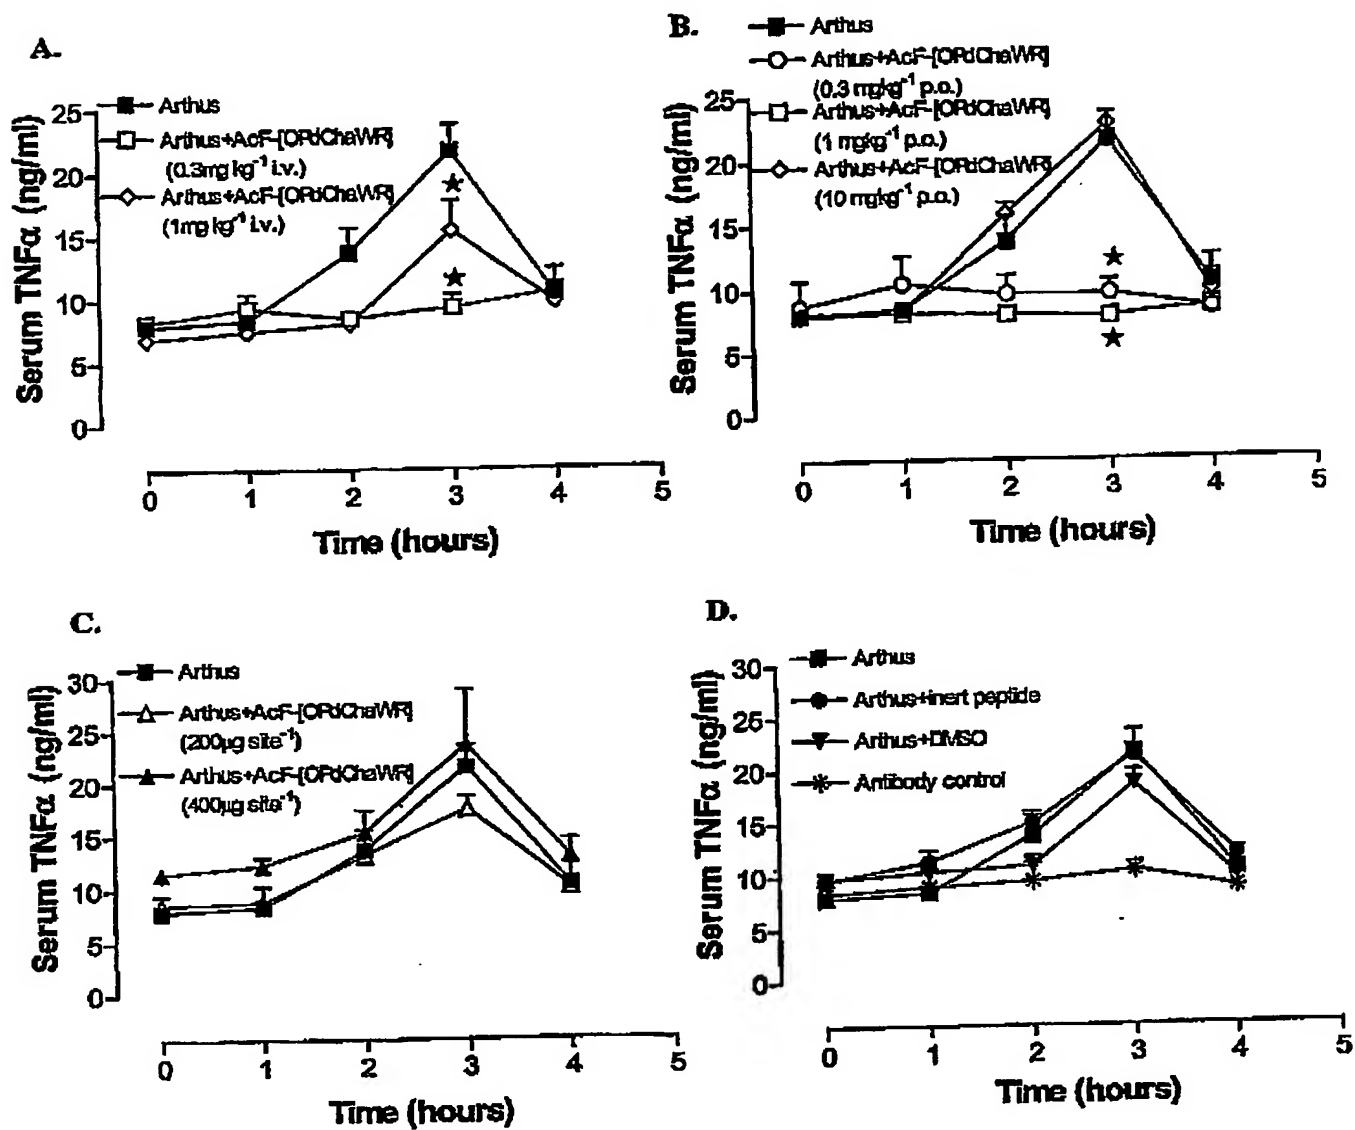 A.
Arthus
Arthus+AcF-[OPdChaWR]
(0.3mg kg⁻¹ i.v.)
Arthus+AcF-[OPdChaWR]
(1mg kg⁻¹ i.v.)
Serum TNFα (ng/ml)
25
20
15
10
5
0
0 1 2 3 4 5
Time (hours)
B.
Arthus
Arthus+AcF-[OPdChaWR]
(0.3 mgkg⁻¹ p.o.)
Arthus+AcF-[OPdChaWR]
(1 mgkg⁻¹ p.o.)
Arthus+AcF-[OPdChaWR]
(10 mgkg⁻¹ p.o.)
Serum TNFα (ng/ml)
25
20
15
10
5
0
0 1 2 3 4 5
Time (hours)
C.
Arthus
Arthus+AcF-[OPdChaWR]
(200µg site⁻¹)
Arthus+AcF-[OPdChaWR]
(400µg site⁻¹)
Serum TNFα (ng/ml)
30
25
20
15
10
5
0
0 1 2 3 4 5
Time (hours)
D.
Arthus
Arthus+inert peptide
Arthus+DMSO
Antibody control
Serum TNFα (ng/ml)
30
25
20
15
10
5
0
0 1 2 3 4 5
Time (hours)